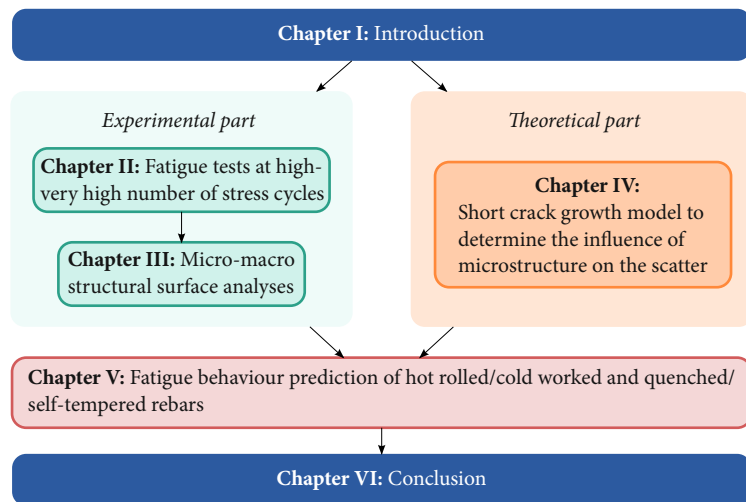 Chapter I: Introduction
Experimental part
Chapter II: Fatigue tests at high-
very high number of stress cycles
Chapter III: Micro-macro
structural surface analyses
Theoretical part
Chapter IV:
Short crack growth model to
determine the influence of
microstructure on the scatter
Chapter V: Fatigue behaviour prediction of hot rolled/cold worked and quenched/
self-tempered rebars
Chapter VI: Conclusion